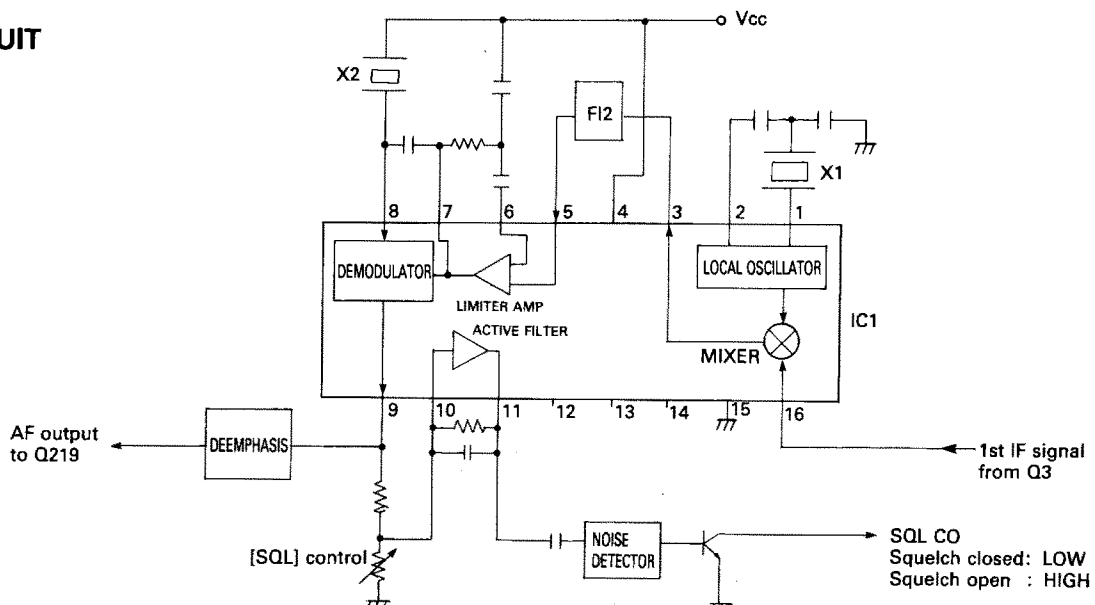 UIT
Vcc
X2
FI2
X1
8 7 6 5 4 3 2 1
DEMODULATOR
LIMITER AMP
LOCAL OSCILLATOR
IC1
ACTIVE FILTER
MIXER
9 10 11 12 13 14 15 16
AF output
to Q219
DEEMPHASIS
1st IF signal
from Q3
[SQL] control
NOISE
DETECTOR
SQL CO
Squelch closed: LOW
Squelch open : HIGH